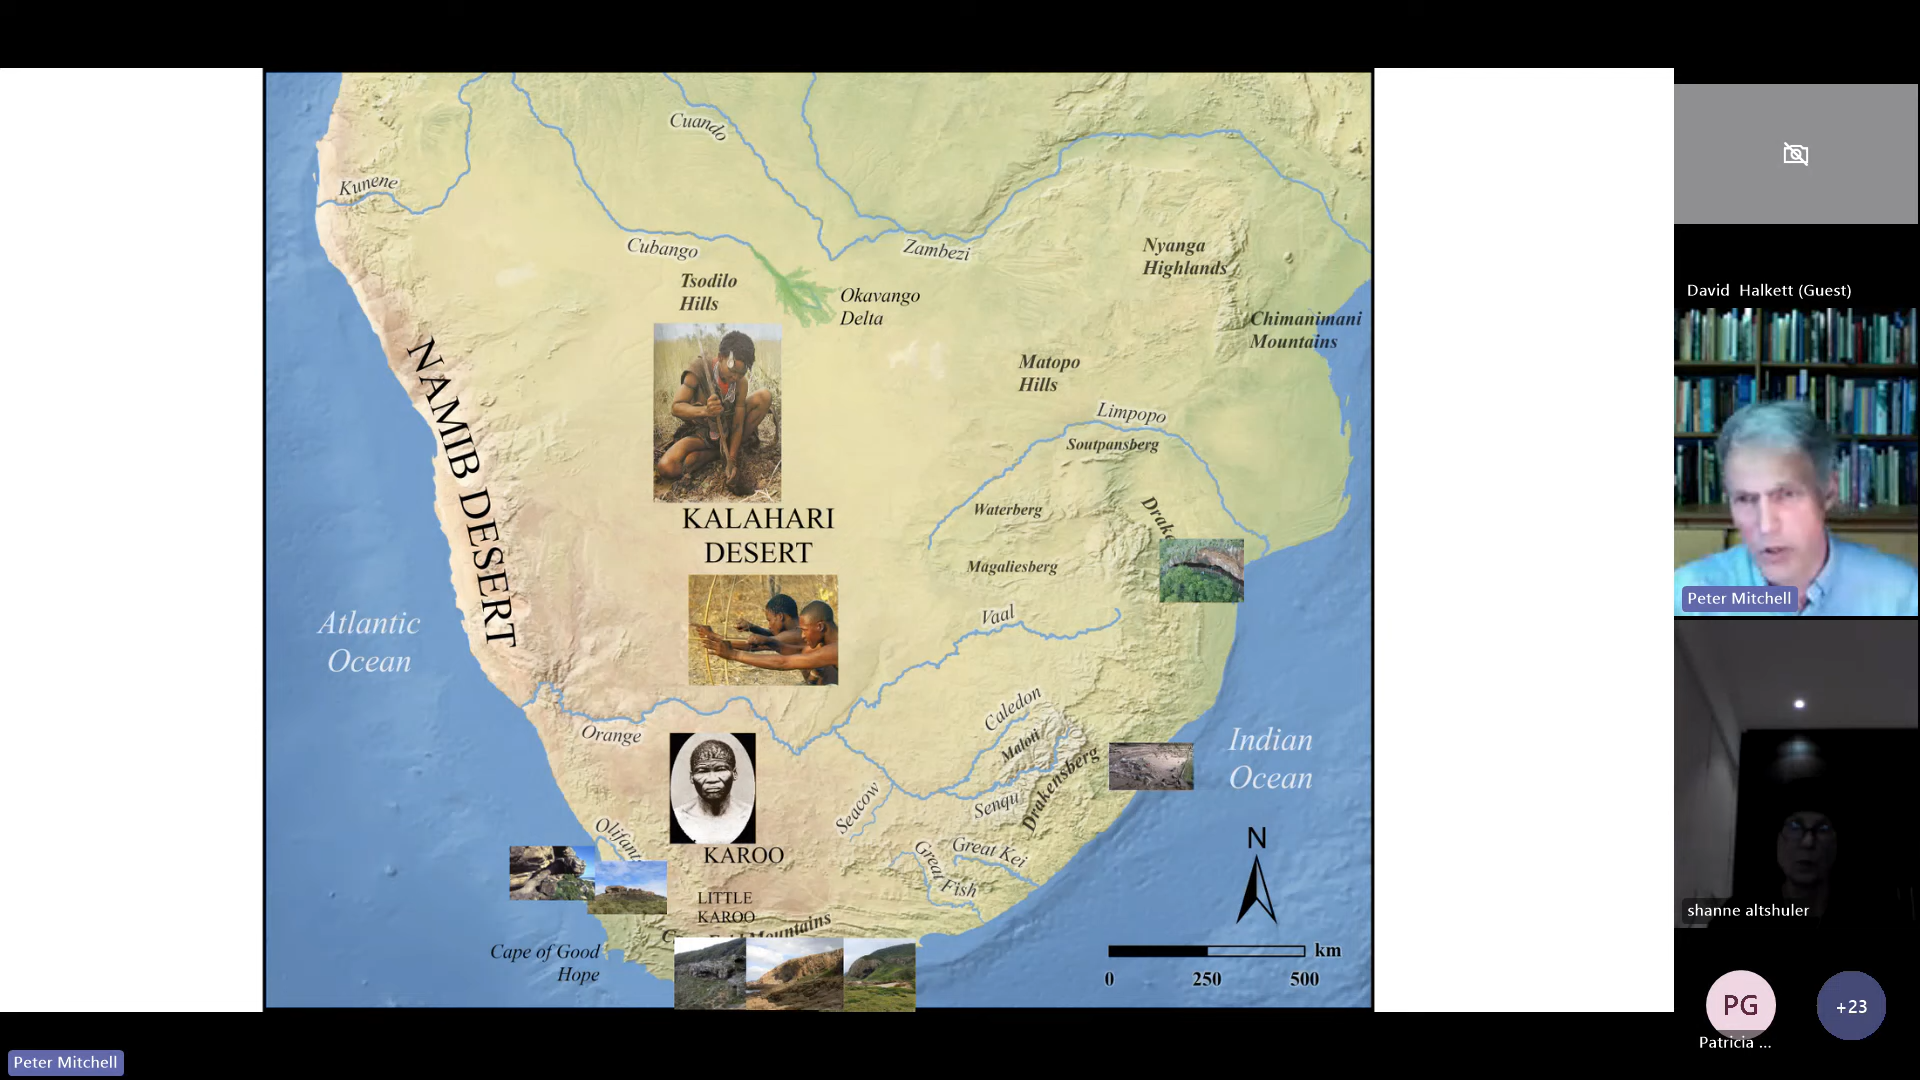 Cuando
Kunene
Cubango
Zambezi
Nyanga
Highlands
Tsodilo
Hills
Okavango
Delta
Chimanimani
Mountains
NAMIB DESERT
Matopo
Hills
Limpopo
Soutpansberg
Waterberg
Drake
KALAHARI
DESERT
Magaliesberg
Vaal
Atlantic
Ocean
Caledon
Maloti
Orange
Indian
Ocean
Drakensberg
Senqu
Seacow
Olifant
KAROO
Great Kei
Great Fish
N
LITTLE
KAROO
Mountains
Cape of Good
Hope
km
0 250 500
David Halkett (Guest)
Peter Mitchell
shanne altshuler
PG
+23
Patricia ...
Peter Mitchell